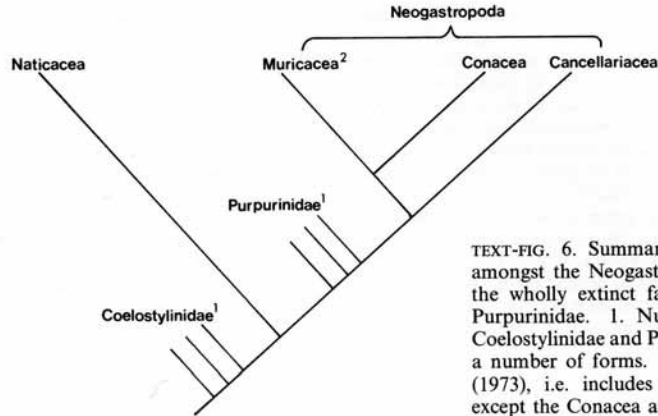 Neogastropoda
Naticacea Muricacea² Conacea Cancellariacea
Purpurinidae¹
Coelostylinidae¹
TEXT-FIG. 6. Summar
amongst the Neogast
the wholly extinct fa
Purpurinidae. 1. Nu
Coelostylinidae and P
a number of forms.
(1973), i.e. includes
except the Conacea a